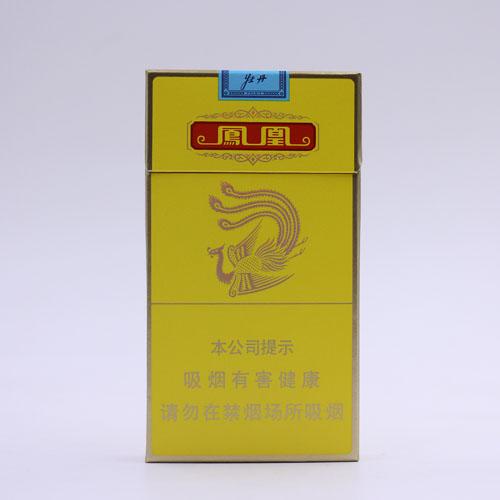 牡丹
鳳凰
本公司提示
吸烟有害健康
请勿在禁烟场所吸烟